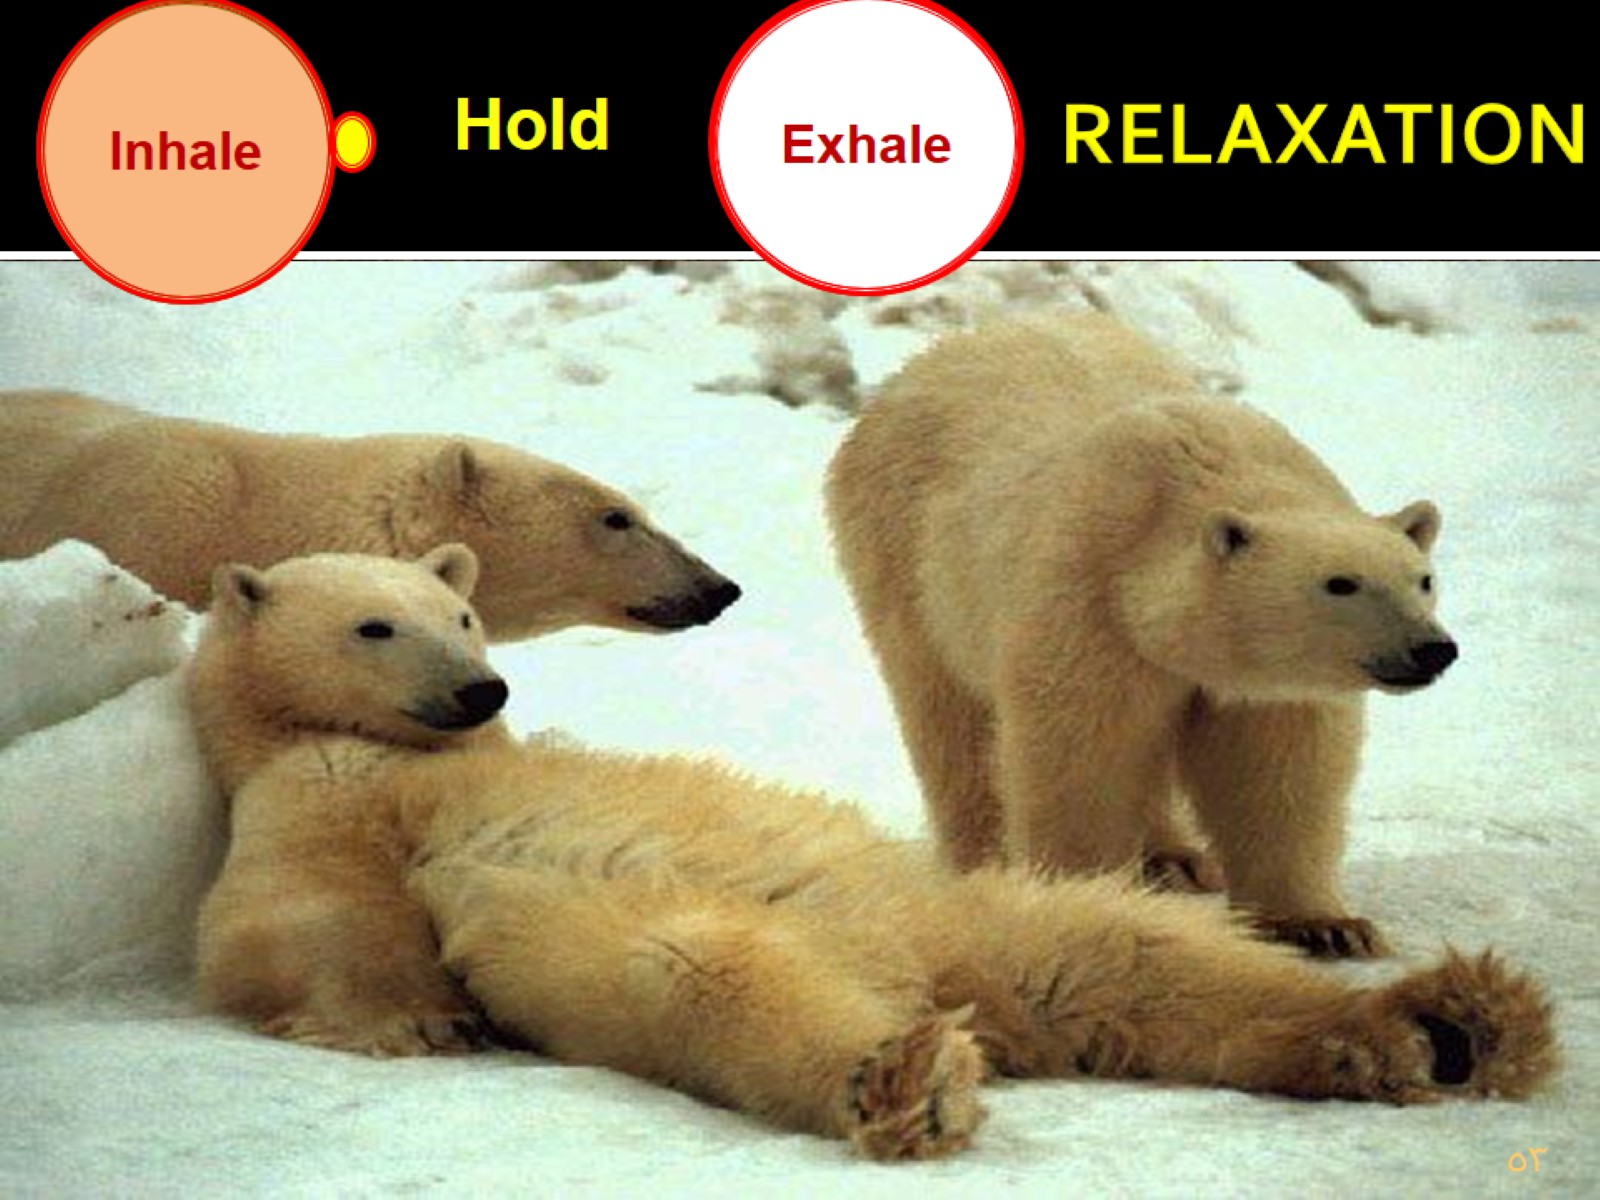 Inhale
Hold
Exhale
RELAXATION
٥٣